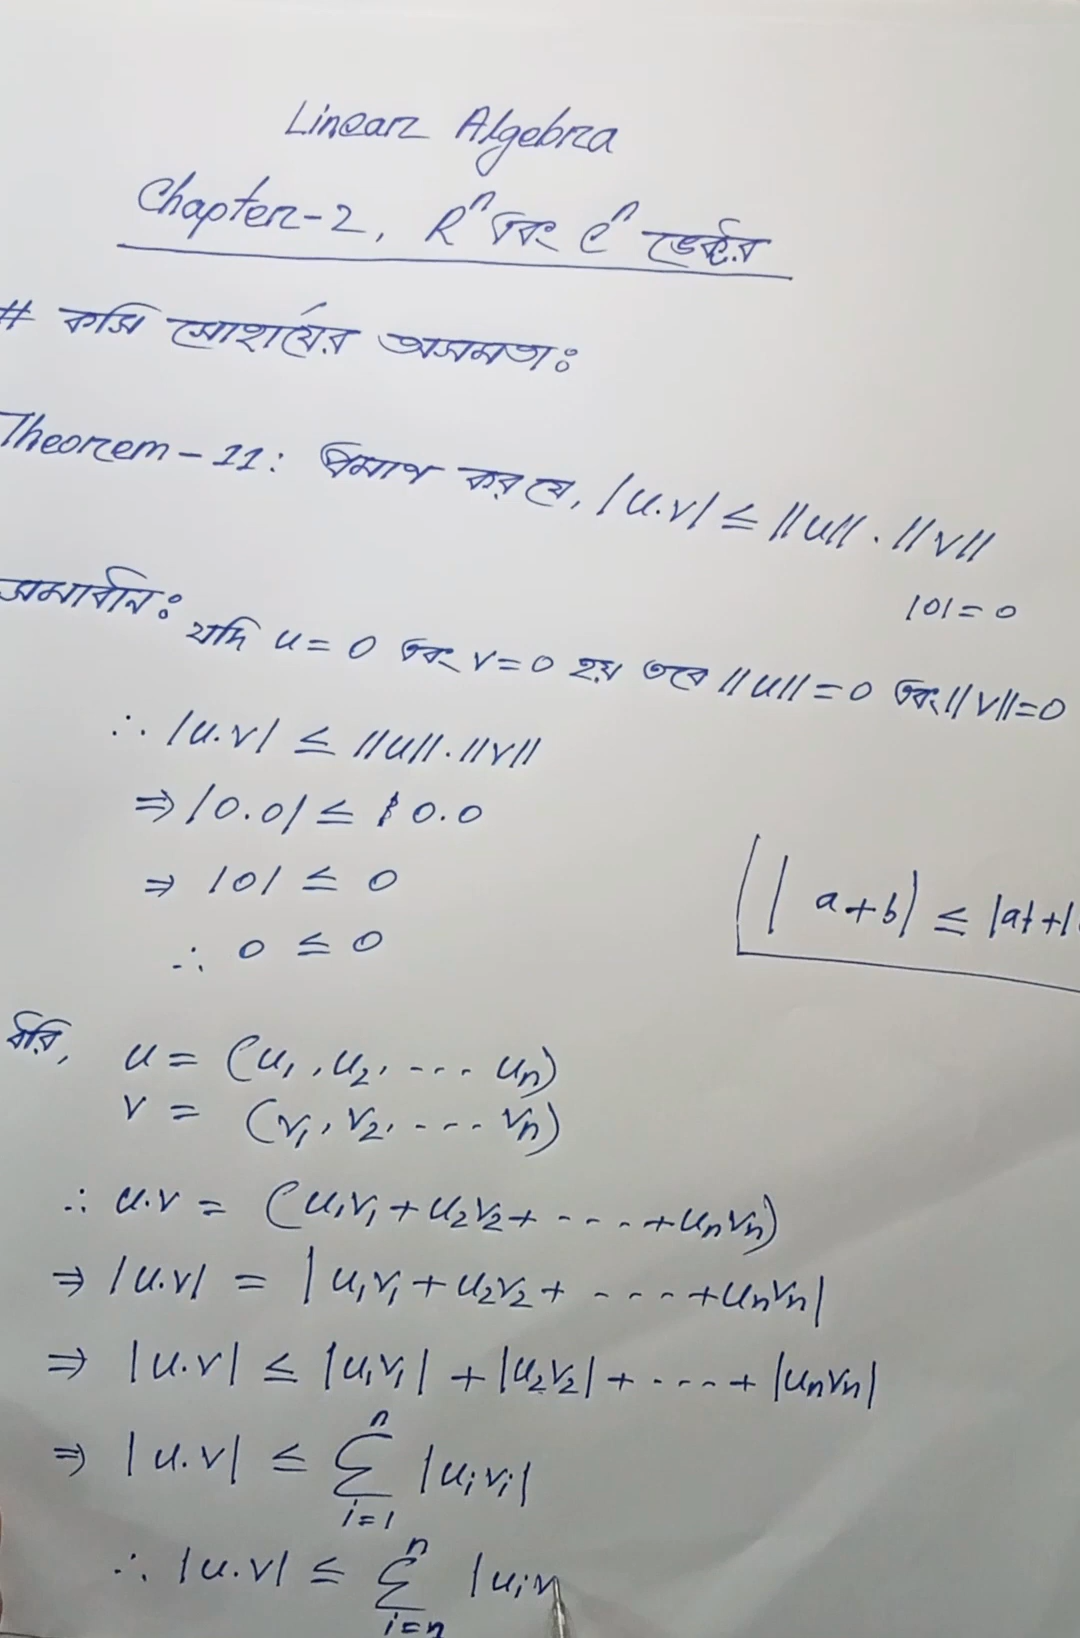 Linear Algebra
Chapter-2, Rⁿ এবং Cⁿ ভেক্টর
# কসি সোয়ার্যের অসমতা:
Theorem-11: প্রমাণ কর যে, |u.v| ≤ ||u|| . ||v||
|0|=0
সমাধান:
যদি u=0 এবং v=0 হয় তবে ||u||=0 এবং ||v||=0
∴ |u.v| ≤ ||u||.||v||
⇒ |0.0| ≤ 0.0
⇒ |0| ≤ 0
∴ 0 ≤ 0
|a+b| ≤ |a|+|
ধরি, u = (u₁, u₂, ---- uₙ)
v = (v₁, v₂, ---- vₙ)
∴ u.v = (u₁v₁+u₂v₂+ ---- +uₙvₙ)
⇒ |u.v| = |u₁v₁+u₂v₂+ ---- +uₙvₙ|
⇒ |u.v| ≤ |u₁v₁| + |u₂v₂| + ---- + |uₙvₙ|
⇒ |u.v| ≤ Σⁿᵢ₌₁ |uᵢvᵢ|
∴ |u.v| ≤ Σⁿᵢ₌ₙ |uᵢv